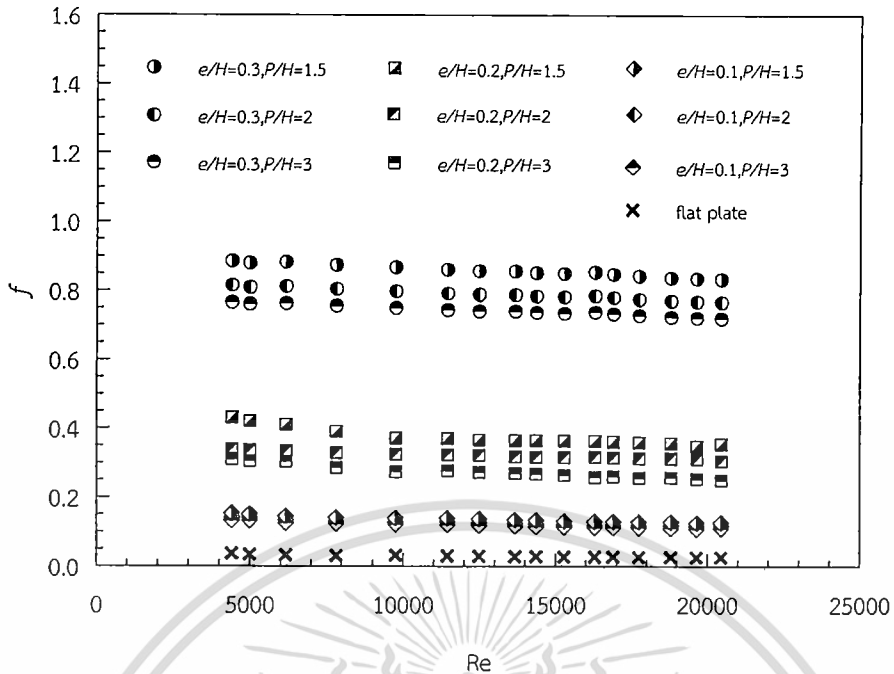 1.6
1.4
1.2
1.0
0.8
0.6
0.4
0.2
0.0
f
e/H=0.3,P/H=1.5
e/H=0.2,P/H=1.5
e/H=0.1,P/H=1.5
e/H=0.3,P/H=2
e/H=0.2,P/H=2
e/H=0.1,P/H=2
e/H=0.3,P/H=3
e/H=0.2,P/H=3
e/H=0.1,P/H=3
flat plate
0 5000 10000 15000 20000 25000
Re